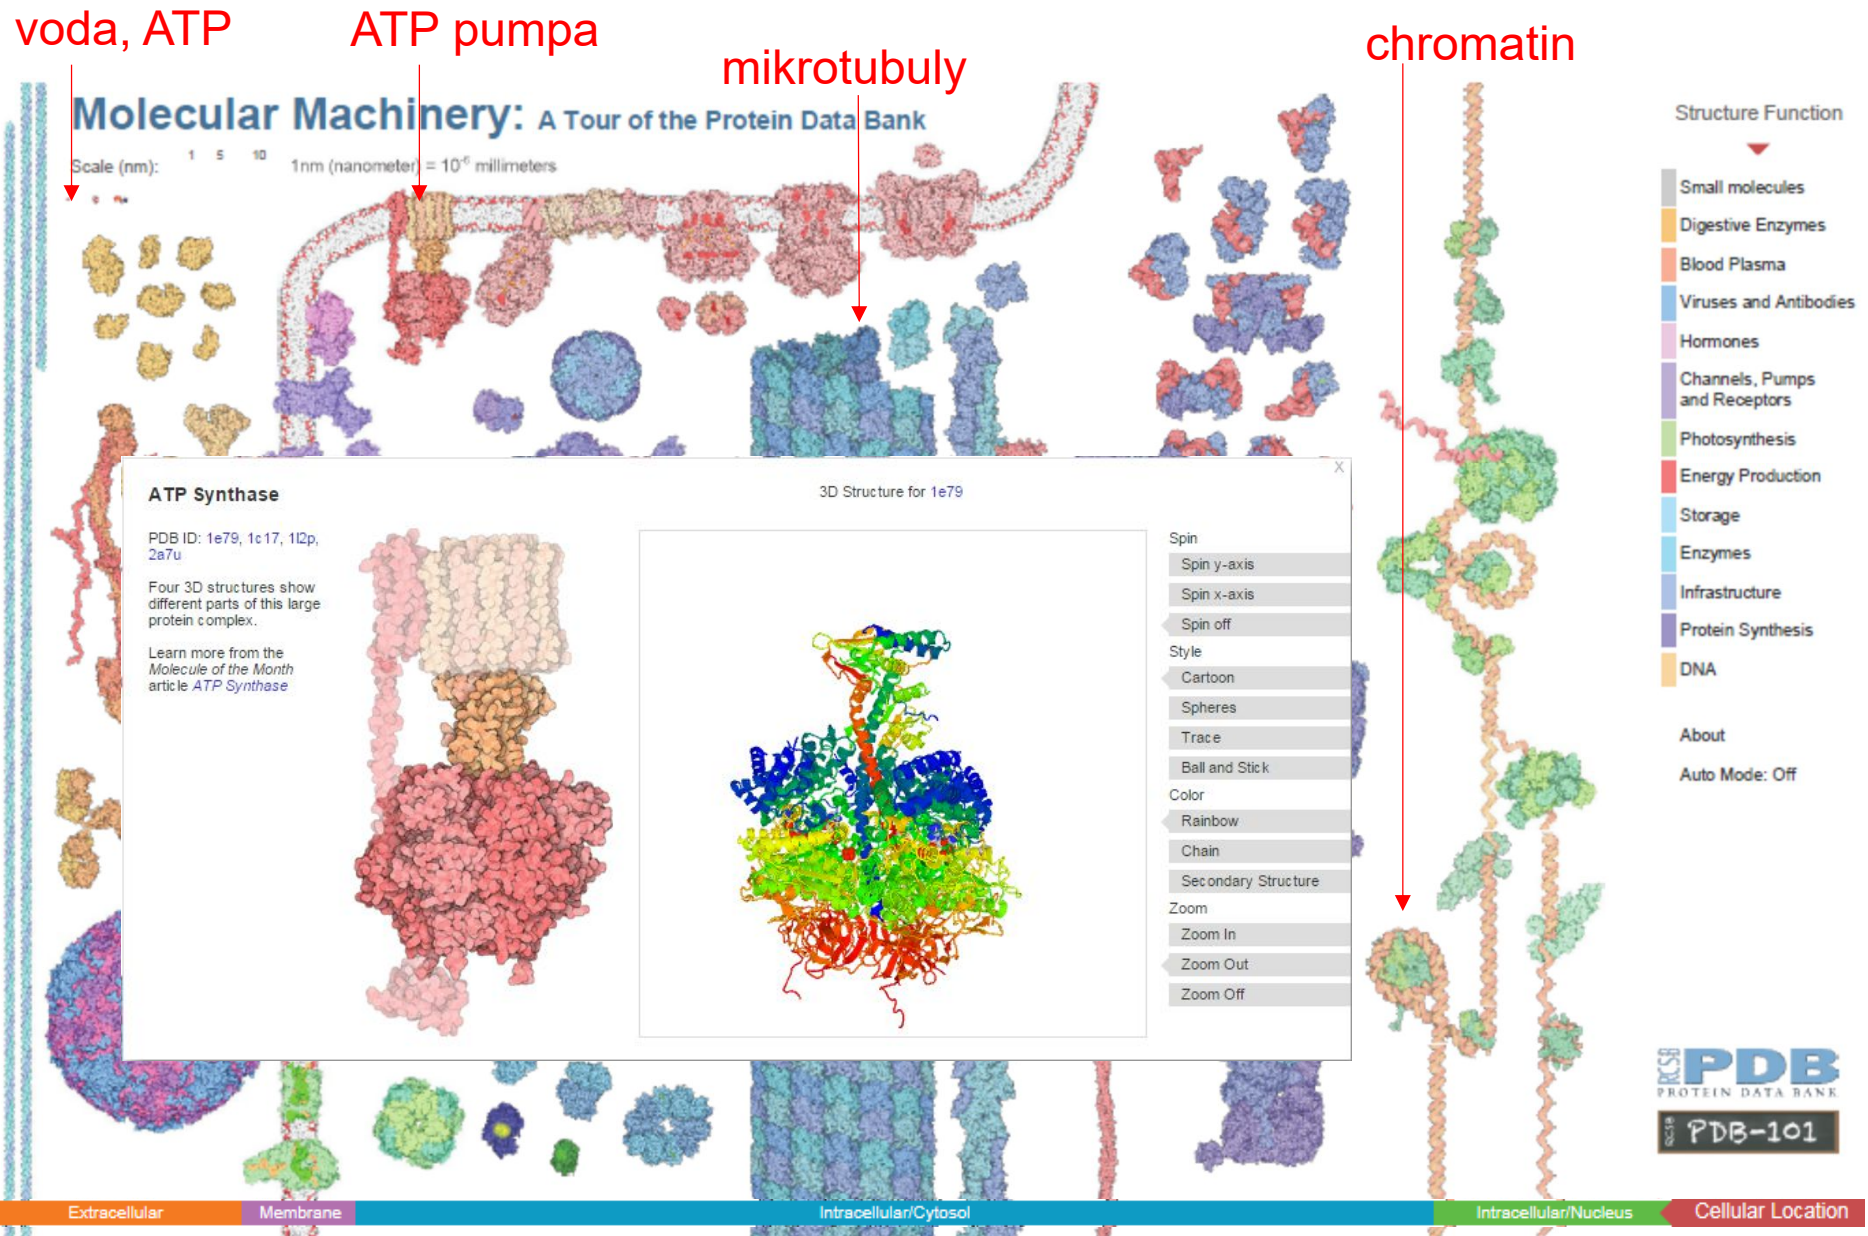 voda, ATP
ATP pumpa
mikrotubuly
chromatin
Molecular Machinery: A Tour of the Protein Data Bank
Scale (nm): 1 5 10 1nm (nanometer) = 10⁻⁶ millimeters
Structure Function
Small molecules
Digestive Enzymes
Blood Plasma
Viruses and Antibodies
Hormones
Channels, Pumps
and Receptors
Photosynthesis
Energy Production
Storage
Enzymes
Infrastructure
Protein Synthesis
DNA
About
Auto Mode: Off
X
ATP Synthase
PDB ID: 1e79, 1c17, 1l2p,
2a7u
Four 3D structures show
different parts of this large
protein complex.
Learn more from the
Molecule of the Month
article ATP Synthase
3D Structure for 1e79
Spin
Spin y-axis
Spin x-axis
Spin off
Style
Cartoon
Spheres
Trace
Ball and Stick
Color
Rainbow
Chain
Secondary Structure
Zoom
Zoom In
Zoom Out
Zoom Off
RCSB PDB
PROTEIN DATA BANK
RCSB PDB-101
Extracellular
Membrane
Intracellular/Cytosol
Intracellular/Nucleus
Cellular Location